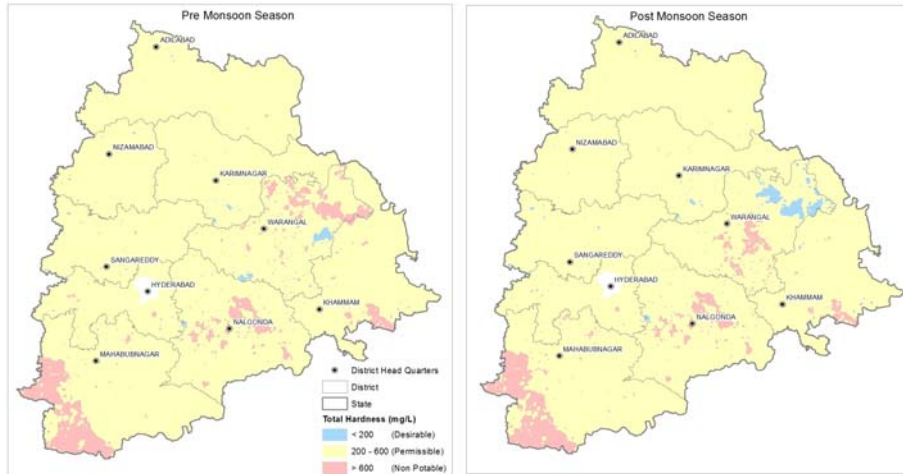 Pre Monsoon Season
ADILABAD
NIZAMABAD
KARIMNAGAR
WARANGAL
SANGAREDDY
HYDERABAD
KHAMMAM
NALGONDA
MAHABUBNAGAR
District Head Quarters
District
State
Total Hardness (mg/L)
< 200 (Desirable)
200 - 600 (Permissible)
> 600 (Non Potable)
Post Monsoon Season
ADILABAD
NIZAMABAD
KARIMNAGAR
WARANGAL
SANGAREDDY
HYDERABAD
KHAMMAM
NALGONDA
MAHABUBNAGAR